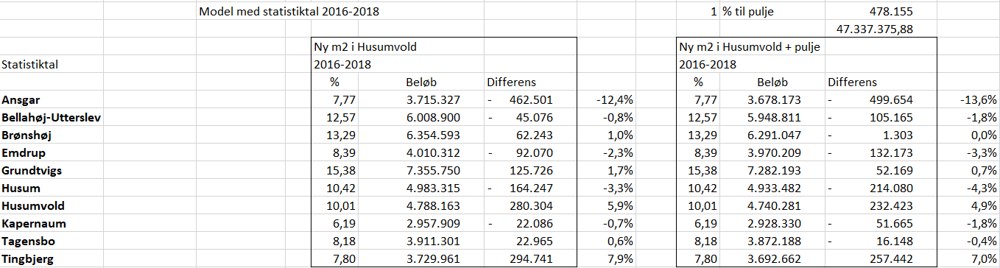 Model med statistiktal 2016-2018 1 % til pulje 478.155
47.337.375,88
Ny m2 i Husumvold Ny m2 i Husumvold + pulje
Statistiktal 2016-2018 2016-2018
% Beløb Differens % Beløb Differens
Ansgar 7,77 3.715.327 - 462.501 -12,4% 7,77 3.678.173 - 499.654 -13,6%
Bellahøj-Utterslev 12,57 6.008.900 - 45.076 -0,8% 12,57 5.948.811 - 105.165 -1,8%
Brønshøj 13,29 6.354.593 62.243 1,0% 13,29 6.291.047 - 1.303 0,0%
Emdrup 8,39 4.010.312 - 92.070 -2,3% 8,39 3.970.209 - 132.173 -3,3%
Grundtvigs 15,38 7.355.750 125.726 1,7% 15,38 7.282.193 52.169 0,7%
Husum 10,42 4.983.315 - 164.247 -3,3% 10,42 4.933.482 - 214.080 -4,3%
Husumvold 10,01 4.788.163 280.304 5,9% 10,01 4.740.281 232.423 4,9%
Kapernaum 6,19 2.957.909 - 22.086 -0,7% 6,19 2.928.330 - 51.665 -1,8%
Tagensbo 8,18 3.911.301 22.965 0,6% 8,18 3.872.188 - 16.148 -0,4%
Tingbjerg 7,80 3.729.961 294.741 7,9% 7,80 3.692.662 257.442 7,0%